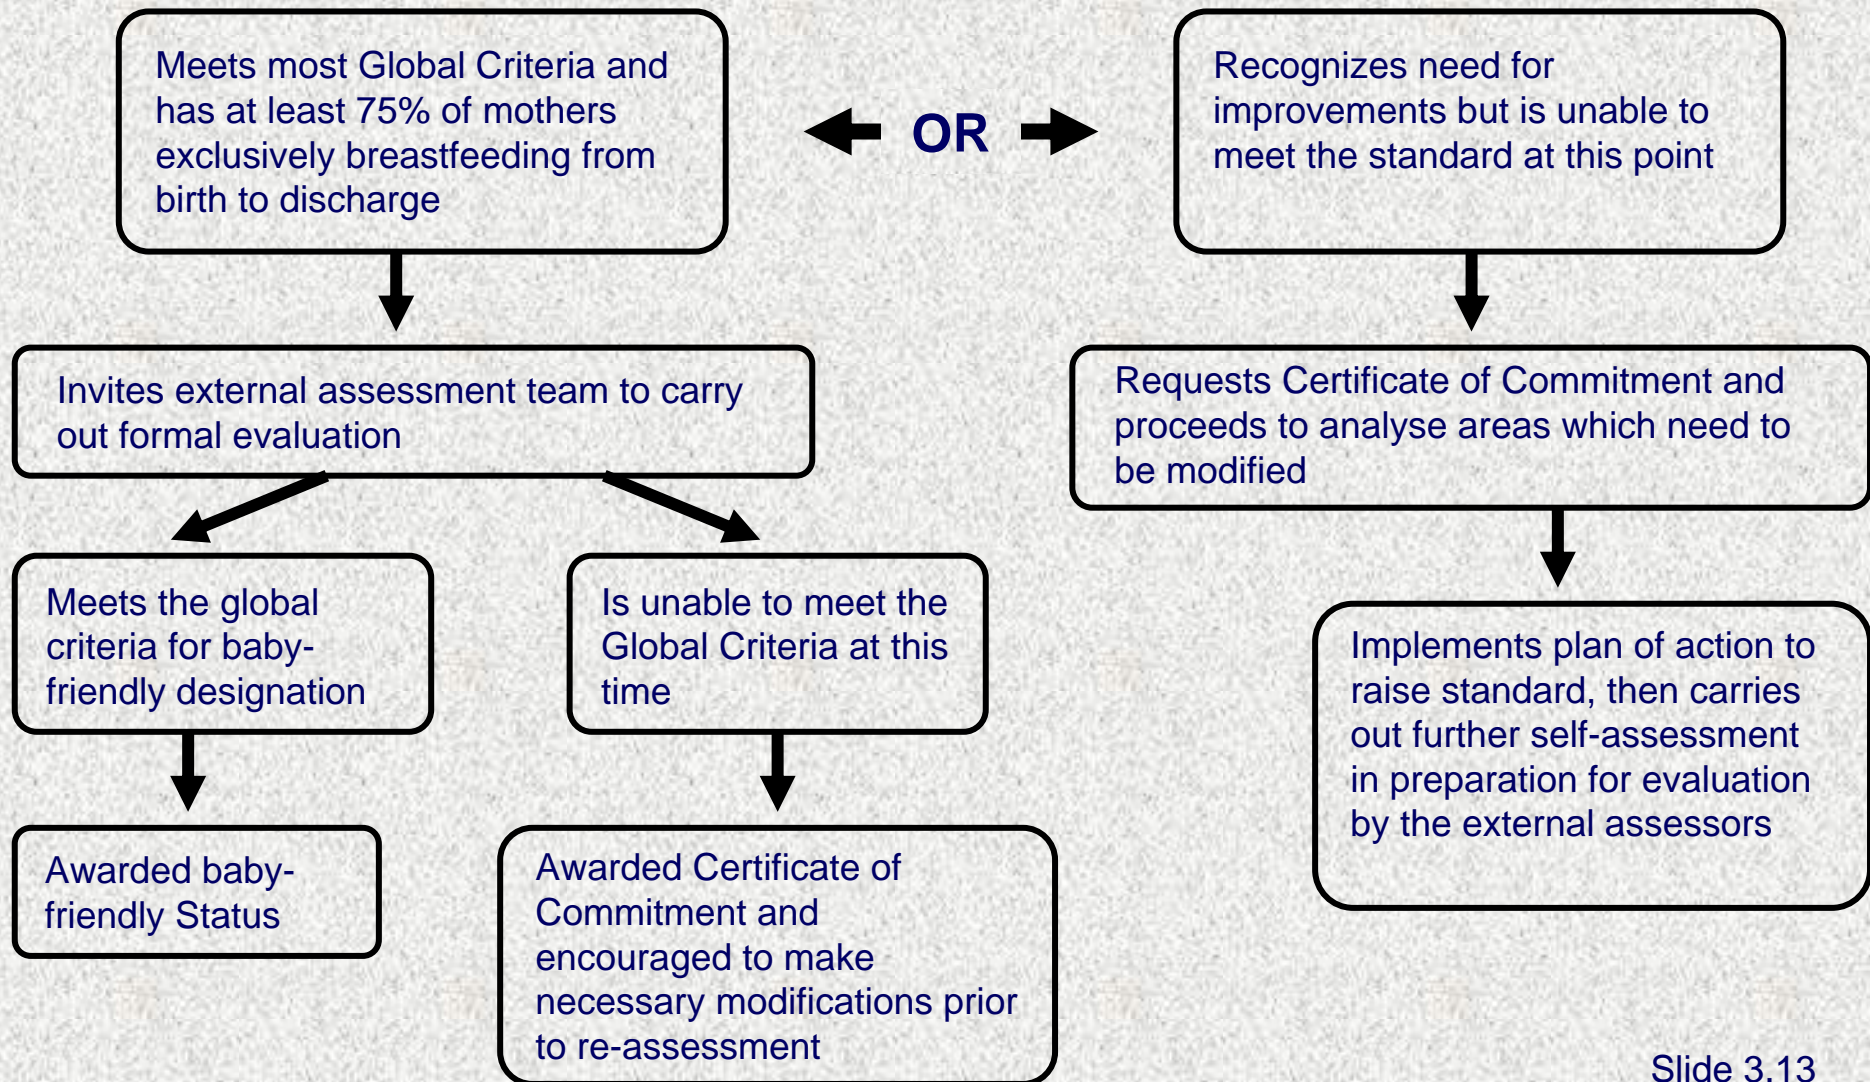 Meets most Global Criteria and
has at least 75% of mothers
exclusively breastfeeding from
birth to discharge
OR
Recognizes need for
improvements but is unable to
meet the standard at this point
Invites external assessment team to carry
out formal evaluation
Requests Certificate of Commitment and
proceeds to analyse areas which need to
be modified
Meets the global
criteria for baby-
friendly designation
Is unable to meet the
Global Criteria at this
time
Implements plan of action to
raise standard, then carries
out further self-assessment
in preparation for evaluation
by the external assessors
Awarded baby-
friendly Status
Awarded Certificate of
Commitment and
encouraged to make
necessary modifications prior
to re-assessment
Slide 3.13